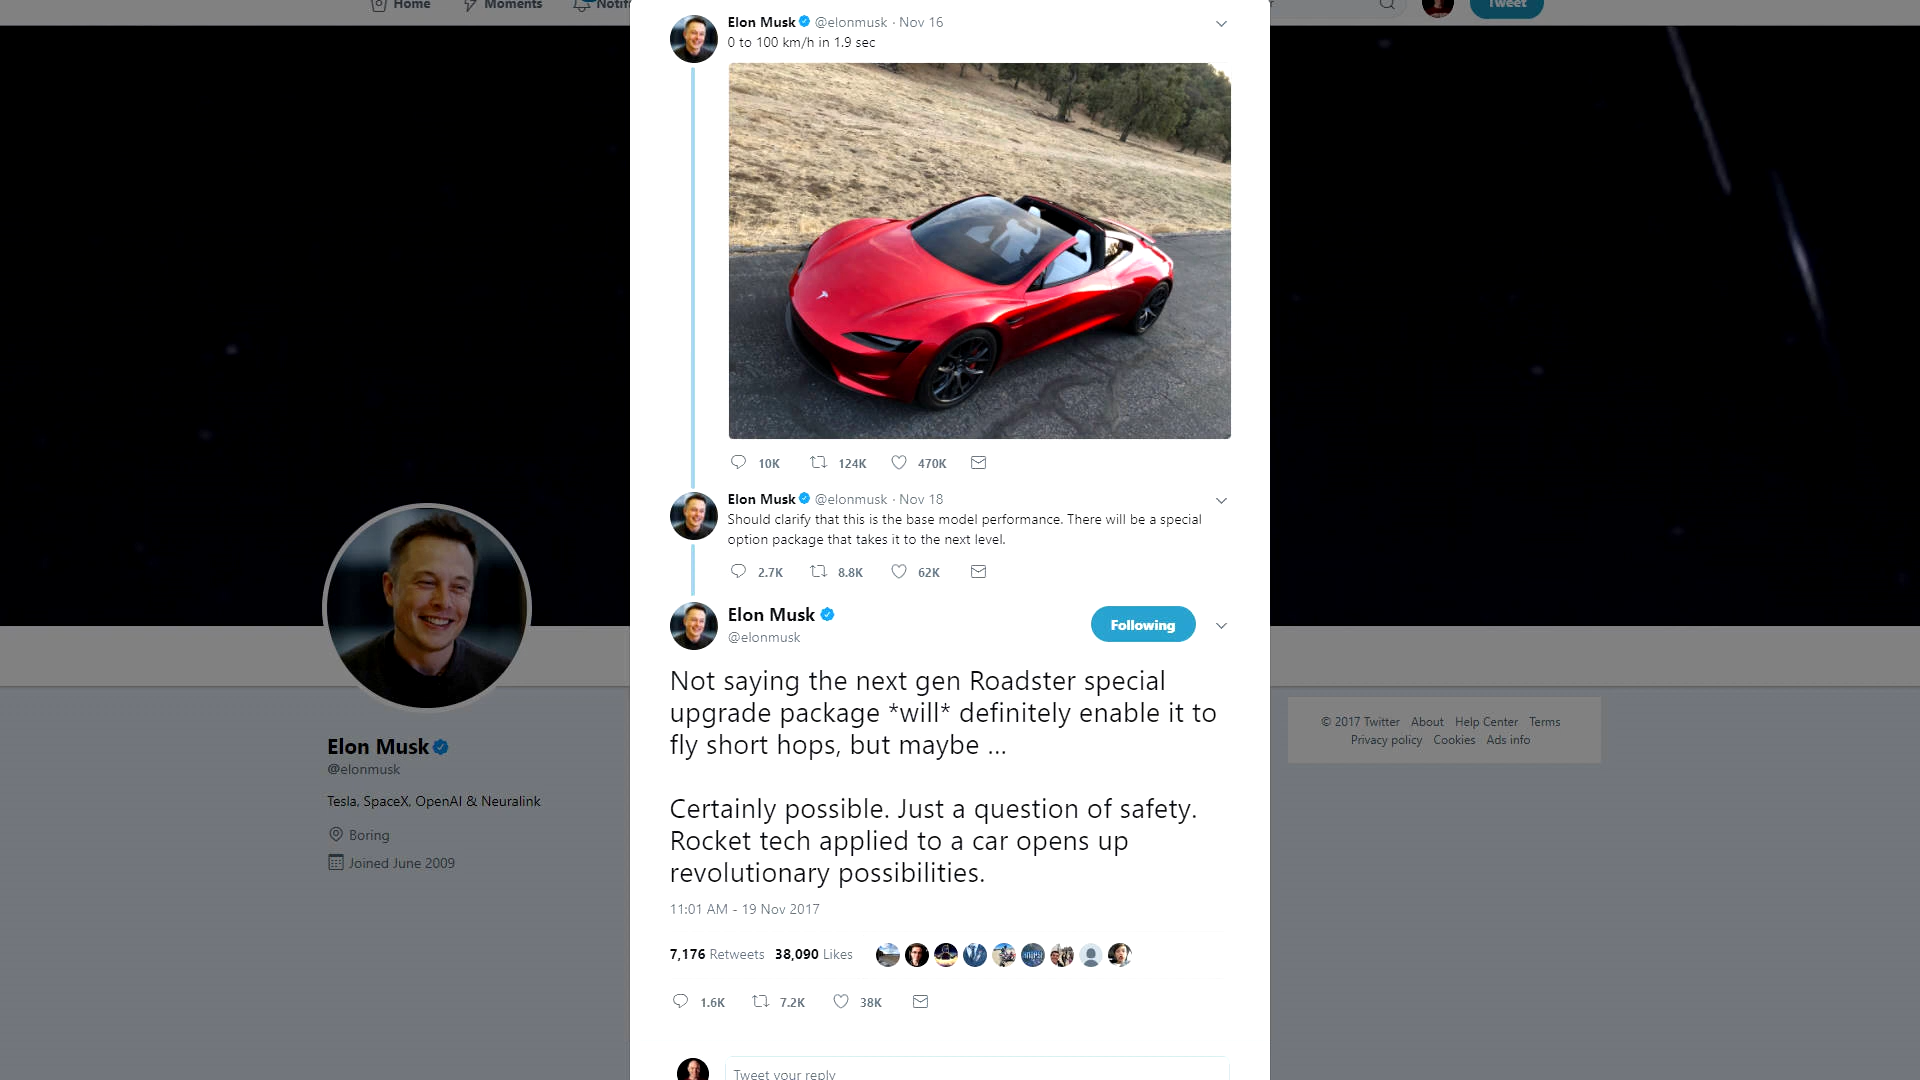 Home
Moments
Notif
Tweet
Elon Musk @elonmusk · Nov 16
0 to 100 km/h in 1.9 sec
10K 124K 470K
Elon Musk @elonmusk · Nov 18
Should clarify that this is the base model performance. There will be a special
option package that takes it to the next level.
2.7K 8.8K 62K
Elon Musk
@elonmusk
Following
Not saying the next gen Roadster special
upgrade package *will* definitely enable it to
fly short hops, but maybe ...
Certainly possible. Just a question of safety.
Rocket tech applied to a car opens up
revolutionary possibilities.
11:01 AM - 19 Nov 2017
7,176 Retweets 38,090 Likes
1.6K 7.2K 38K
Tweet your reply
Elon Musk
@elonmusk
Tesla, SpaceX, OpenAI & Neuralink
Boring
Joined June 2009
© 2017 Twitter About Help Center Terms
Privacy policy Cookies Ads info